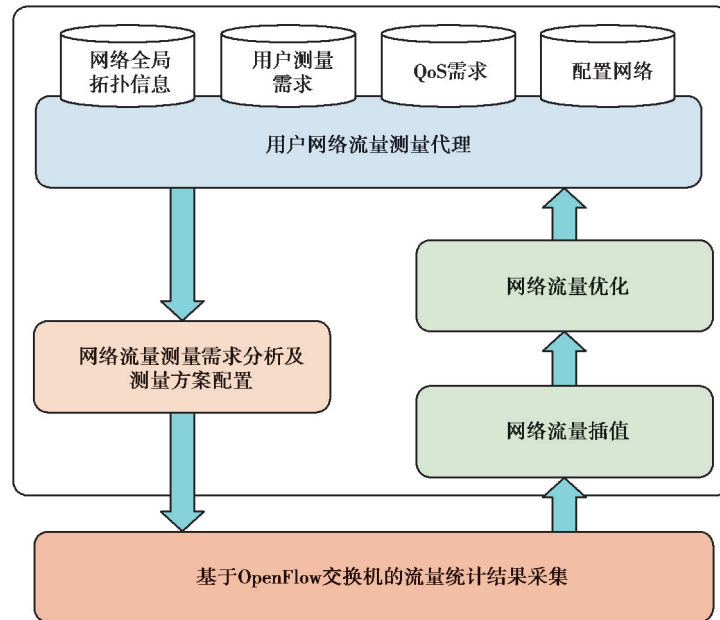 网络全局
拓扑信息
用户测量
需求
QoS需求
配置网络
用户网络流量测量代理
网络流量优化
网络流量测量需求分析及
测量方案配置
网络流量插值
基于OpenFlow交换机的流量统计结果采集